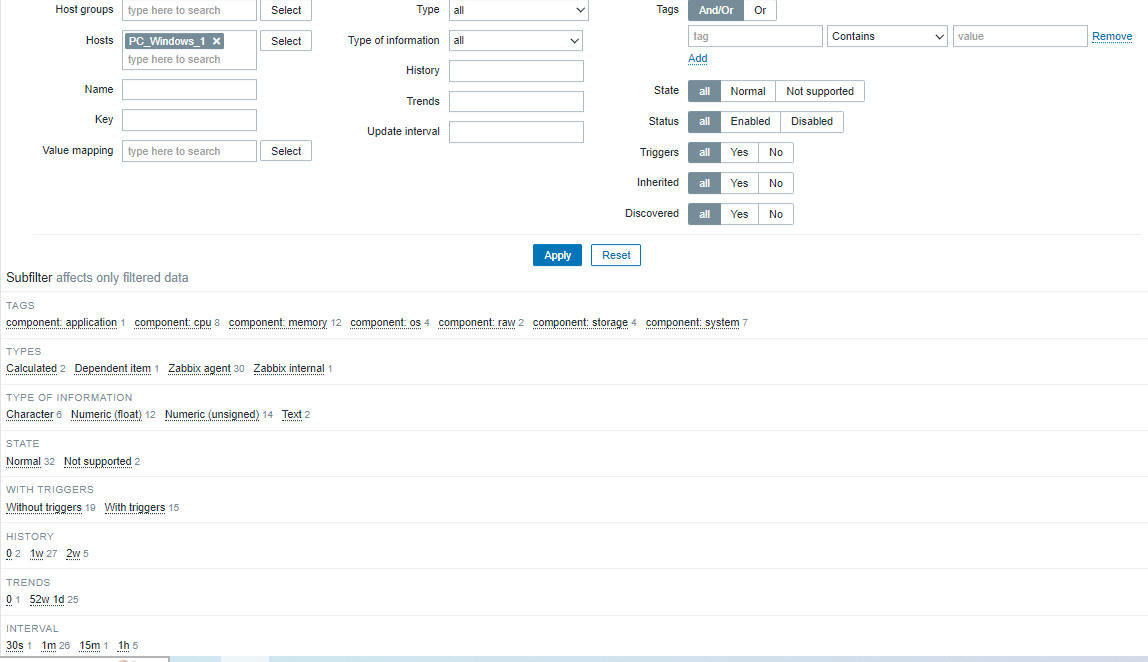 Host groups type here to search Select Type all Tags And/Or Or
Hosts PC_Windows_1 × Select Type of information all tag Contains value Remove
type here to search Add
History
Name State all Normal Not supported
Trends
Key Status all Enabled Disabled
Update interval
Value mapping type here to search Select Triggers all Yes No
Inherited all Yes No
Discovered all Yes No
Apply Reset
Subfilter affects only filtered data
TAGS
component: application 1 component: cpu 8 component: memory 12 component: os 4 component: raw 2 component: storage 4 component: system 7
TYPES
Calculated 2 Dependent item 1 Zabbix agent 30 Zabbix internal 1
TYPE OF INFORMATION
Character 6 Numeric (float) 12 Numeric (unsigned) 14 Text 2
STATE
Normal 32 Not supported 2
WITH TRIGGERS
Without triggers 19 With triggers 15
HISTORY
0 2 1w 27 2w 5
TRENDS
0 1 52w 1d 25
INTERVAL
30s 1 1m 26 15m 1 1h 5